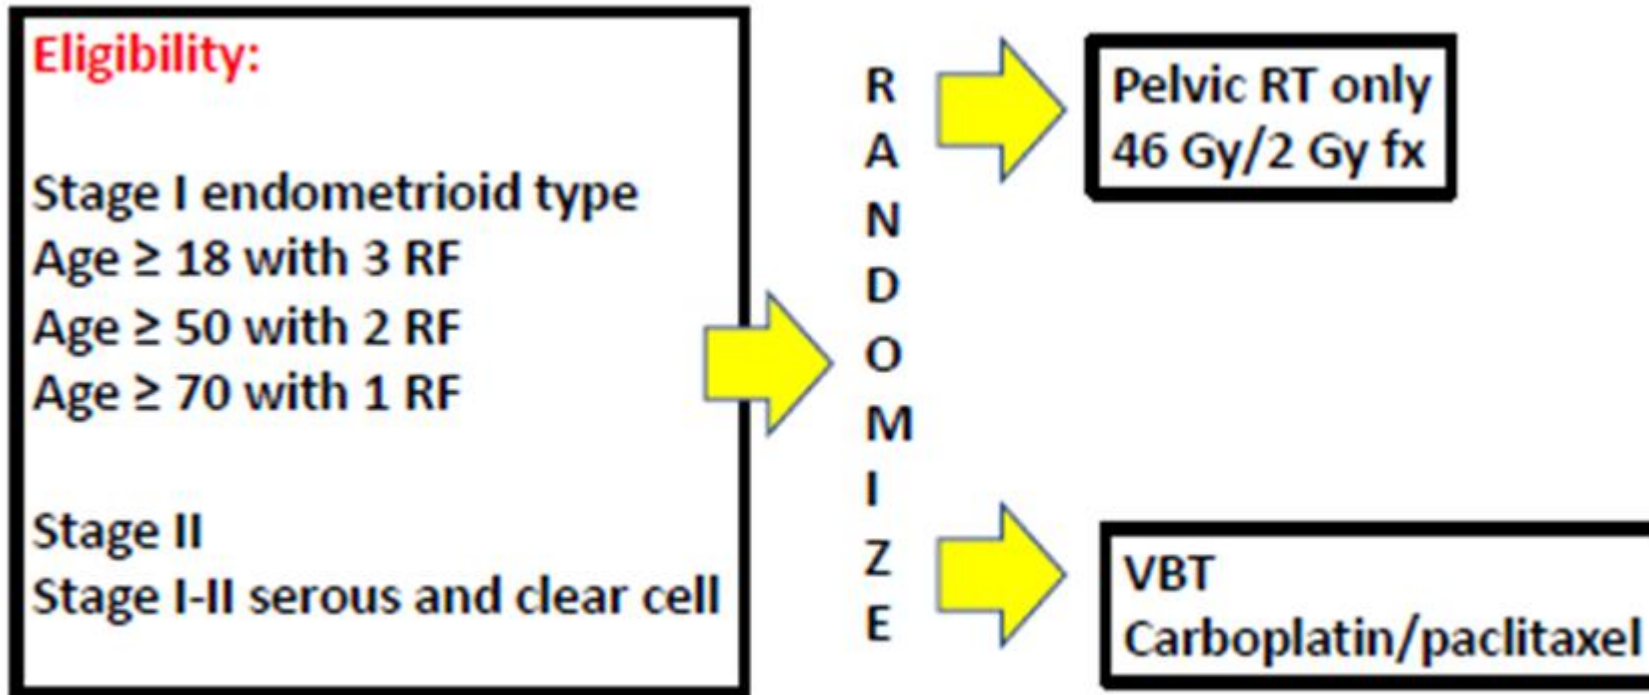 Eligibility:
Stage I endometrioid type
Age ≥ 18 with 3 RF
Age ≥ 50 with 2 RF
Age ≥ 70 with 1 RF
Stage II
Stage I-II serous and clear cell
R
A
N
D
O
M
I
Z
E
Pelvic RT only
46 Gy/2 Gy fx
VBT
Carboplatin/paclitaxel